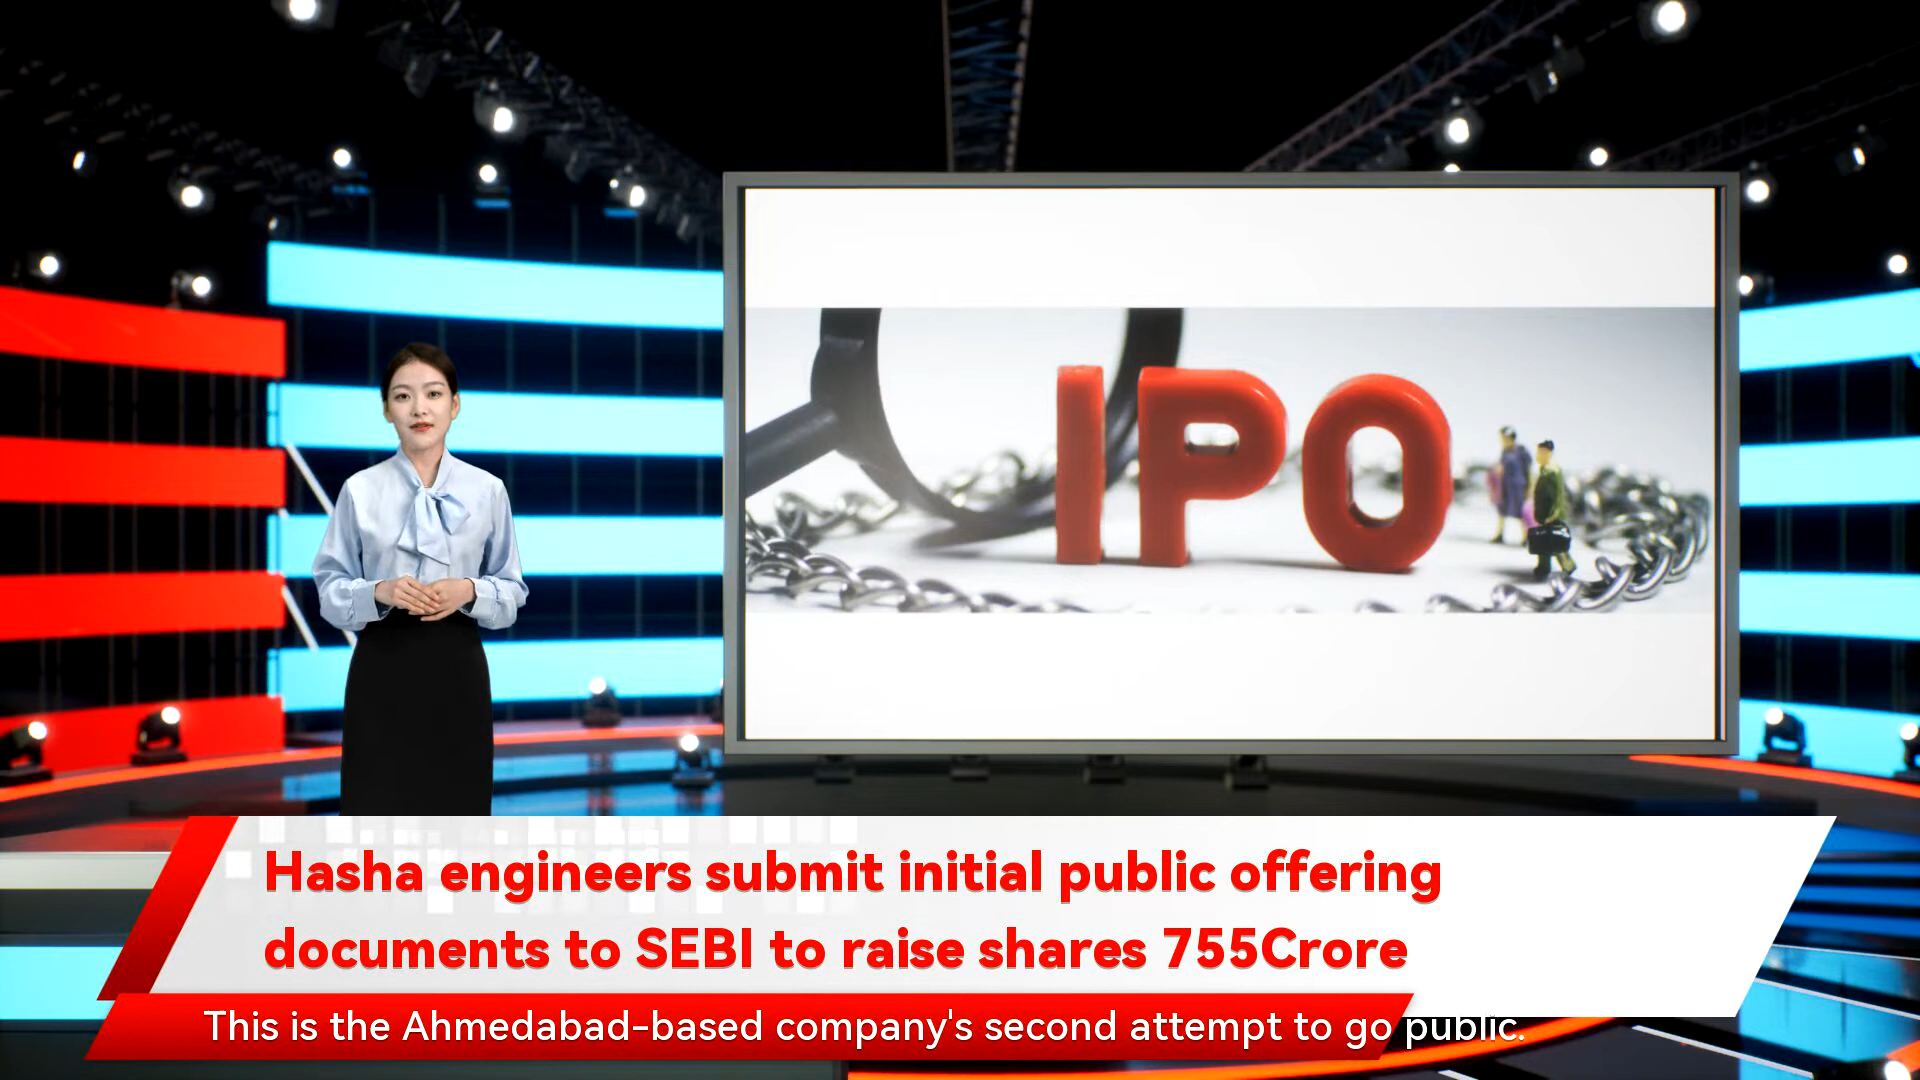 IPO
Hasha engineers submit initial public offering
documents to SEBI to raise shares 755Crore
This is the Ahmedabad-based company's second attempt to go public.